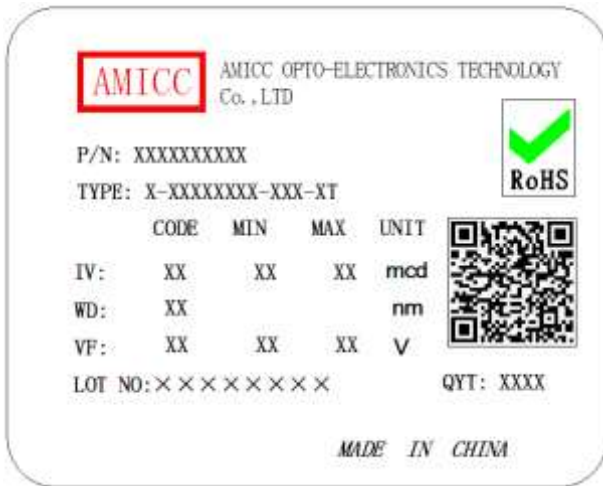 AMICC
AMICC OPTO-ELECTRONICS TECHNOLOGY
Co.,LTD
RoHS
P/N: XXXXXXXXXX
TYPE: X-XXXXXXXX-XXX-XT
CODE MIN MAX UNIT
IV: XX XX XX mcd
WD: XX nm
VF: XX XX XX V
LOT NO:×××××××× QYT: XXXX
MADE IN CHINA